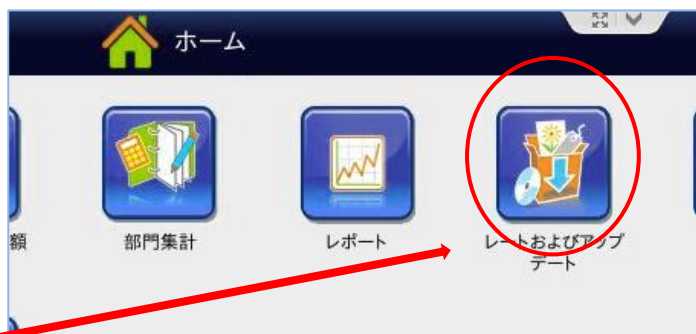 ホーム
額
部門集計
レポート
レートおよびアップ
デート